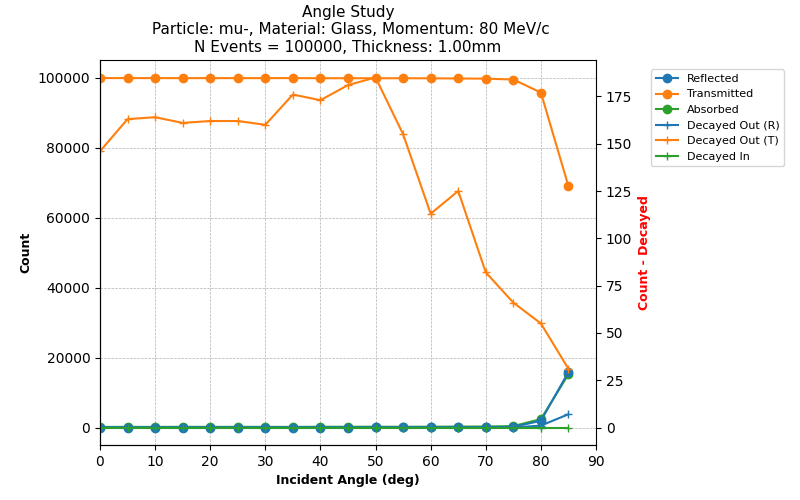 Angle Study
Particle: mu-, Material: Glass, Momentum: 80 MeV/c
N Events = 100000, Thickness: 1.00mm
100000
80000
60000
40000
20000
0
Count
0 10 20 30 40 50 60 70 80 90
Incident Angle (deg)
175
150
125
100
75
50
25
0
Count - Decayed
Reflected
Transmitted
Absorbed
Decayed Out (R)
Decayed Out (T)
Decayed In